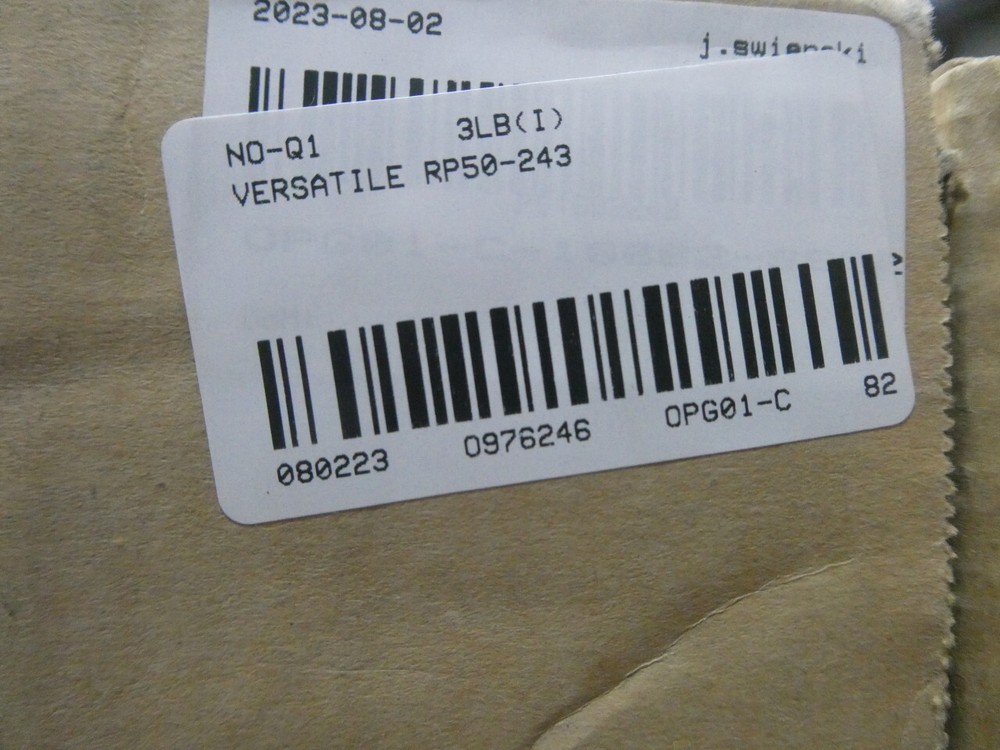 2023-08-02
NO-Q1 3LB(I)
VERSATILE RP50-243
080223 0976246 OPG01-C 82